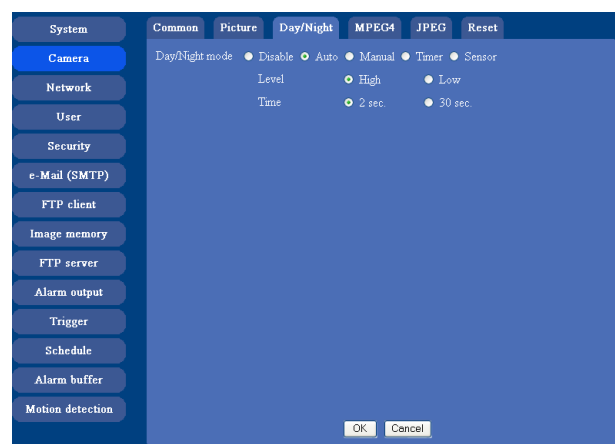 System
Camera
Network
User
Security
e-Mail (SMTP)
FTP client
Image memory
FTP server
Alarm output
Trigger
Schedule
Alarm buffer
Motion detection
Common Picture Day/Night MPEG4 JPEG Reset
Day/Night mode Disable Auto Manual Timer Sensor
Level High Low
Time 2 sec. 30 sec.
OK Cancel